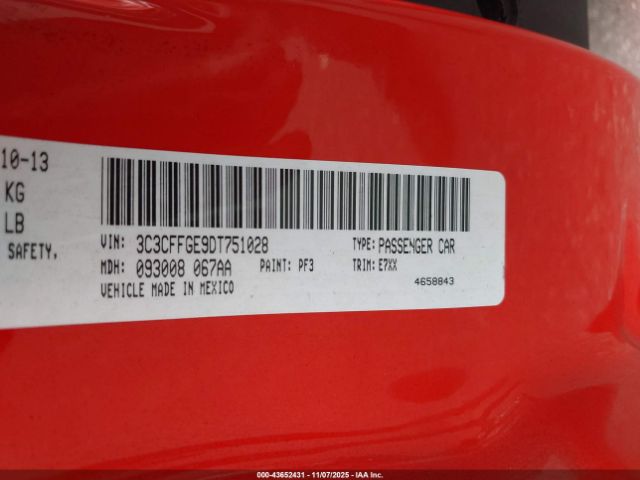 10-13
KG
LB
SAFETY,
VIN: 3C3CFFGE9DT751028 TYPE: PASSENGER CAR
MDH: 093008 067AA PAINT: PF3 TRIM: E7XX
VEHICLE MADE IN MEXICO 4658843
000-43652431 - 11/07/2025 - IAA Inc.